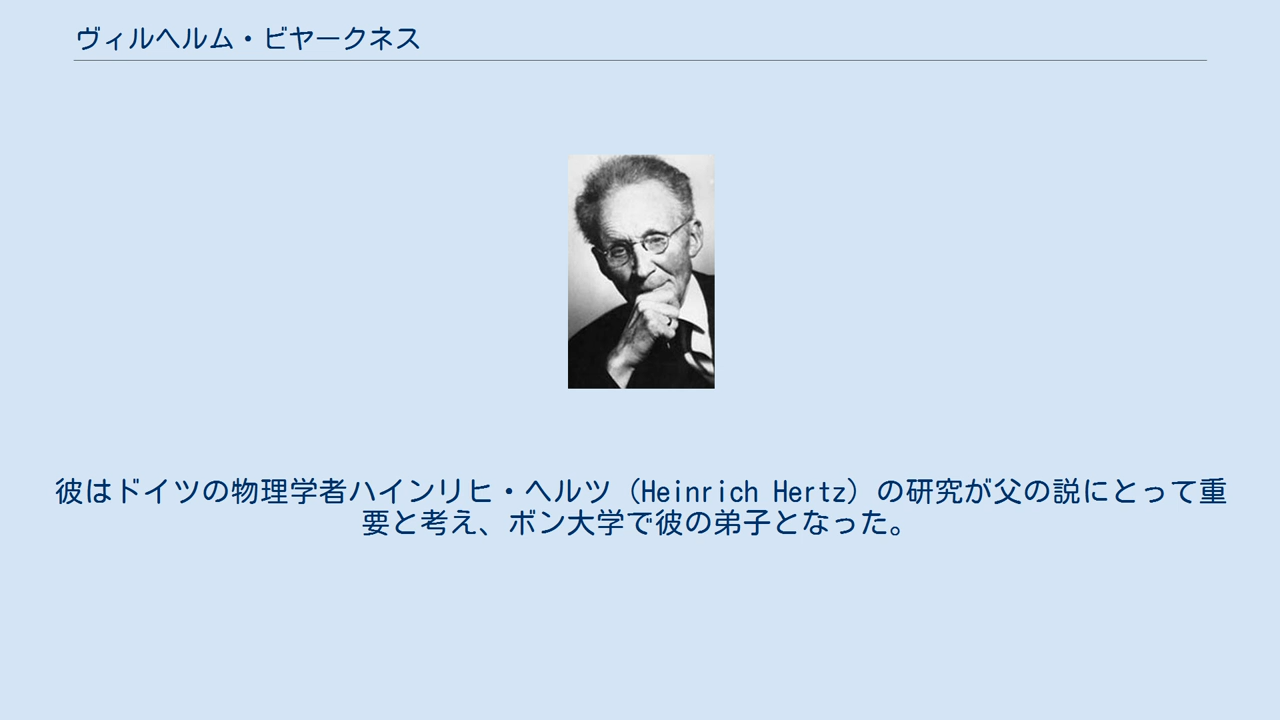 ヴィルヘルム・ビヤークネス
彼はドイツの物理学者ハインリヒ・ヘルツ（Heinrich Hertz）の研究が父の説にとって重
要と考え、ボン大学で彼の弟子となった。